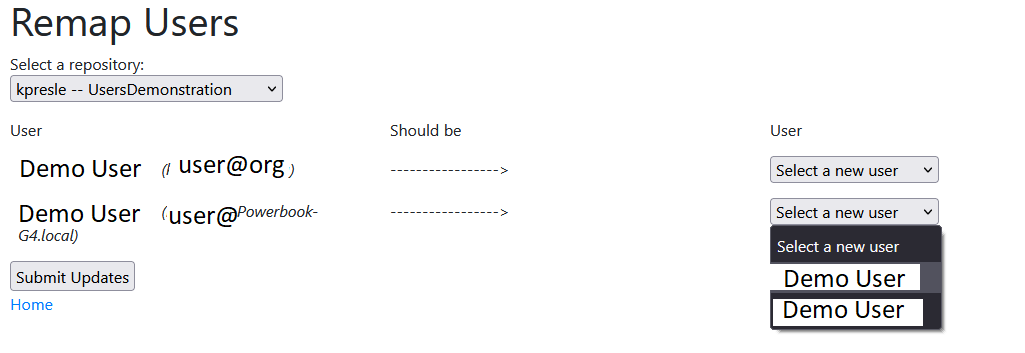 Remap Users
Select a repository:
kpresle -- UsersDemonstration
User Should be User
Demo User ( user@org ) -----------------> Select a new user
Demo User ( user@Powerbook- -----------------> Select a new user
G4.local)
Select a new user
Demo User
Demo User
Submit Updates
Home